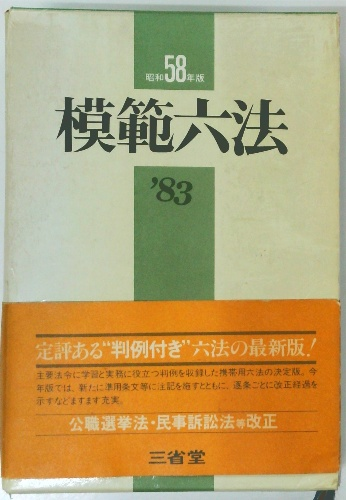 昭和58年版
模範六法
'83
定評ある“判例付き”六法の最新版!
主要法令に学習と実務に役立つ判例を収録した携帯用六法の決定版。今
年版では、新たに準用条文等に注記を施すとともに、逐条ごとに改正経過を
示すなどますます充実。
公職選挙法・民事訴訟法等改正
三省堂